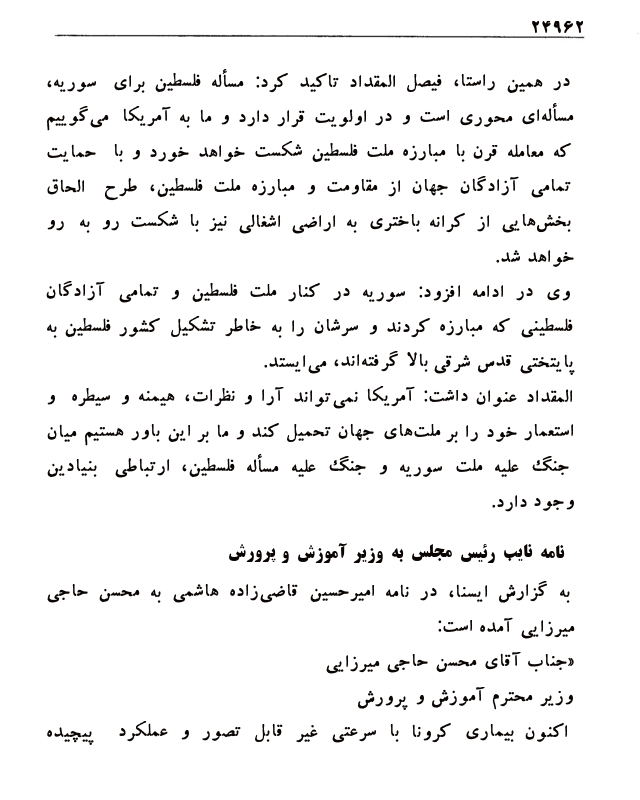 ۲۴۹۶۲
در همین راستا، فیصل المقداد تاکید کرد: مسأله فلسطین برای سوریه،
مسأله‌ای محوری است و در اولویت قرار دارد و ما به آمریکا می‌گوییم
که معامله قرن با مبارزه ملت فلسطین شکست خواهد خورد و با حمایت
تمامی آزادگان جهان از مقاومت و مبارزه ملت فلسطین، طرح الحاق
بخش‌هایی از کرانه باختری به اراضی اشغالی نیز با شکست رو به رو
خواهد شد.
وی در ادامه افزود: سوریه در کنار ملت فلسطین و تمامی آزادگان
فلسطینی که مبارزه کردند و سرشان را به خاطر تشکیل کشور فلسطین به
پایتختی قدس شرقی بالا گرفته‌اند، می‌ایستد.
المقداد عنوان داشت: آمریکا نمی‌تواند آرا و نظرات، هیمنه و سیطره و
استعمار خود را بر ملت‌های جهان تحمیل کند و ما بر این باور هستیم میان
جنگ علیه ملت سوریه و جنگ علیه مسأله فلسطین، ارتباطی بنیادین
وجود دارد.
نامه نایب رئیس مجلس به وزیر آموزش و پرورش
به گزارش ایسنا، در نامه امیرحسین قاضی‌زاده هاشمی به محسن حاجی
میرزایی آمده است:
«جناب آقای محسن حاجی میرزایی
وزیر محترم آموزش و پرورش
اکنون بیماری کرونا با سرعتی غیر قابل تصور و عملکرد پیچیده